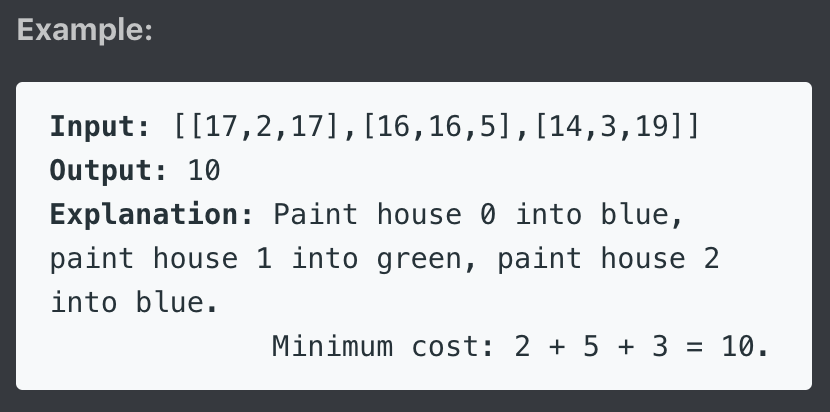 Example:
Input: [[17,2,17],[16,16,5],[14,3,19]]
Output: 10
Explanation: Paint house 0 into blue,
paint house 1 into green, paint house 2
into blue.
Minimum cost: 2 + 5 + 3 = 10.